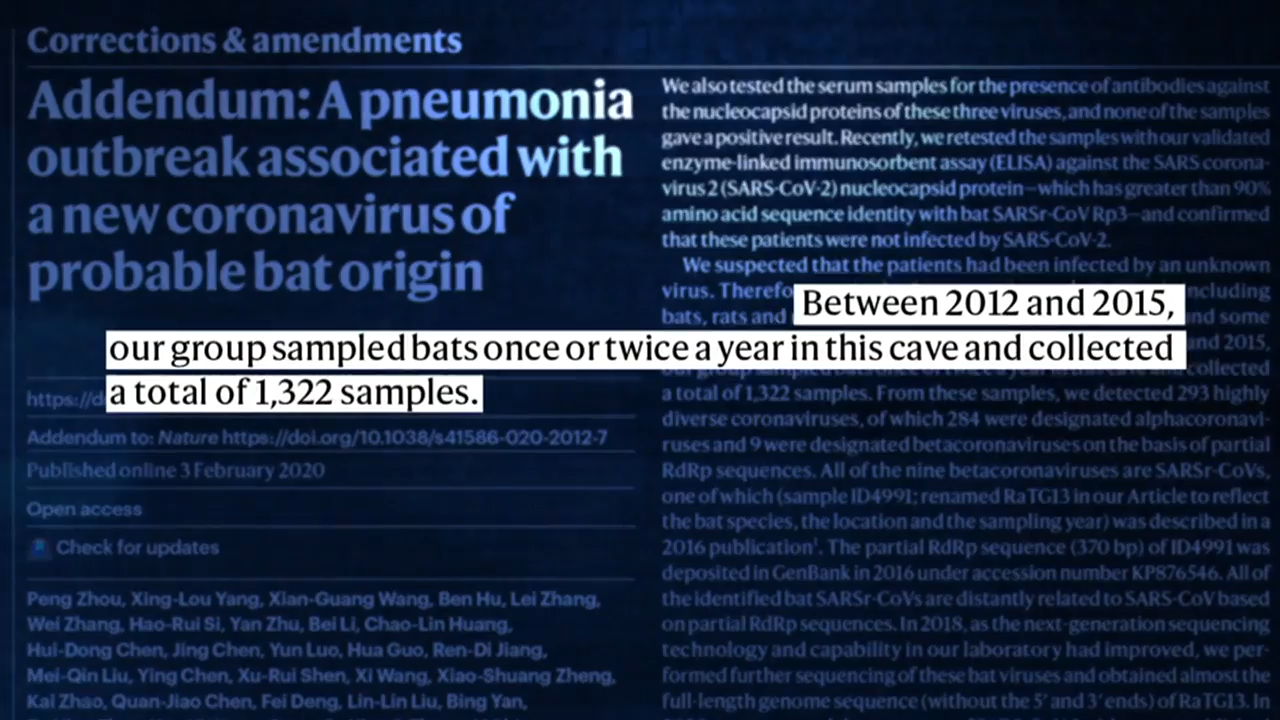 Corrections & amendments
Addendum: A pneumonia
outbreak associated with
a new coronavirus of
probable bat origin
https://d
Addendum to: Nature https://doi.org/10.1038/s41586-020-2012-7
Published online 3 February 2020
Open access
Check for updates
Peng Zhou, Xing-Lou Yang, Xian-Guang Wang, Ben Hu, Lei Zhang,
Wei Zhang, Hao-Rui Si, Yan Zhu, Bei Li, Chao-Lin Huang,
Hui-Dong Chen, Jing Chen, Yun Luo, Hua Guo, Ren-Di Jiang,
Mei-Qin Liu, Ying Chen, Xu-Rui Shen, Xi Wang, Xiao-Shuang Zheng,
Kai Zhao, Quan-Jiao Chen, Fei Deng, Lin-Lin Liu, Bing Yan,
We also tested the serum samples for the presence of antibodies against
the nucleocapsid proteins of these three viruses, and none of the samples
gave a positive result. Recently, we retested the samples with our validated
enzyme-linked immunosorbent assay (ELISA) against the SARS corona-
virus 2 (SARS-CoV-2) nucleocapsid protein—which has greater than 90%
amino acid sequence identity with bat SARSr-CoV Rp3—and confirmed
that these patients were not infected by SARS-CoV-2.
We suspected that the patients had been infected by an unknown
virus. Therefo ncluding
bats, rats and nd some
and 2015,
collected
Between 2012 and 2015,
our group sampled bats once or twice a year in this cave and collected
a total of 1,322 samples.
a total of 1,322 samples. From these samples, we detected 293 highly
diverse coronaviruses, of which 284 were designated alphacoronavi-
ruses and 9 were designated betacoronaviruses on the basis of partial
RdRp sequences. All of the nine betacoronaviruses are SARSr-CoVs,
one of which (sample ID4991; renamed RaTG13 in our Article to reflect
the bat species, the location and the sampling year) was described in a
2016 publication¹. The partial RdRp sequence (370 bp) of ID4991 was
deposited in GenBank in 2016 under accession number KP876546. All of
the identified bat SARSr-CoVs are distantly related to SARS-CoV based
on partial RdRp sequences. In 2018, as the next-generation sequencing
technology and capability in our laboratory had improved, we per-
formed further sequencing of these bat viruses and obtained almost the
full-length genome sequence (without the 5′ and 3′ ends) of RaTG13. In